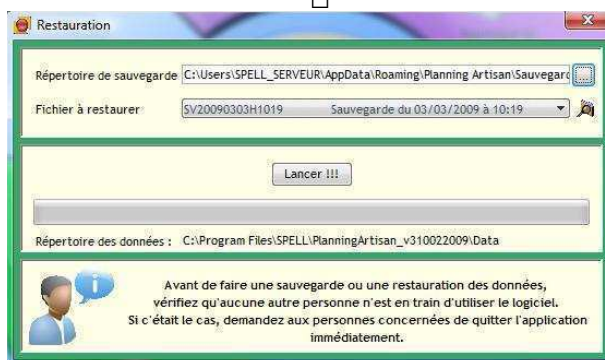 Restauration
Répertoire de sauvegarde C:\Users\SPELL_SERVEUR\AppData\Roaming\Planning Artisan\Sauvegard
Fichier à restaurer SV20090303H1019 Sauvegarde du 03/03/2009 à 10:19
Lancer !!!
Répertoire des données : C:\Program Files\SPELL\PlanningArtisan_v310022009\Data
Avant de faire une sauvegarde ou une restauration des données,
vérifiez qu'aucune autre personne n'est en train d'utiliser le logiciel.
Si c'était le cas, demandez aux personnes concernées de quitter l'application
immédiatement.